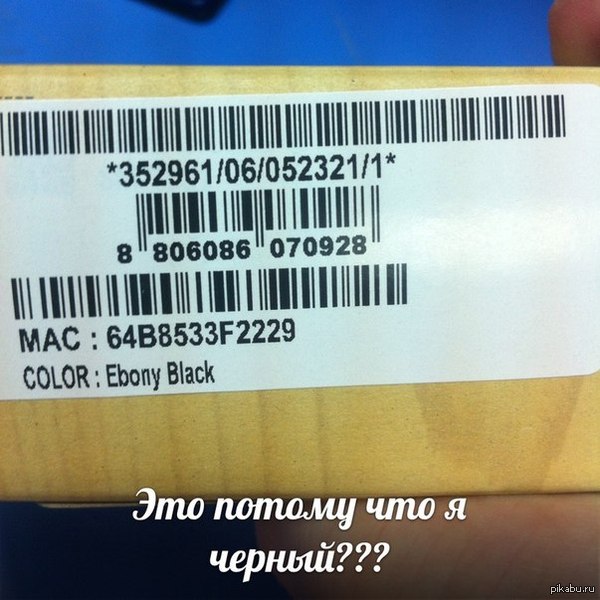 *352961/06/052321/1*
8 806086 070928
MAC : 64B8533F2229
COLOR : Ebony Black
Это потому что я
черный???
pikabu.ru